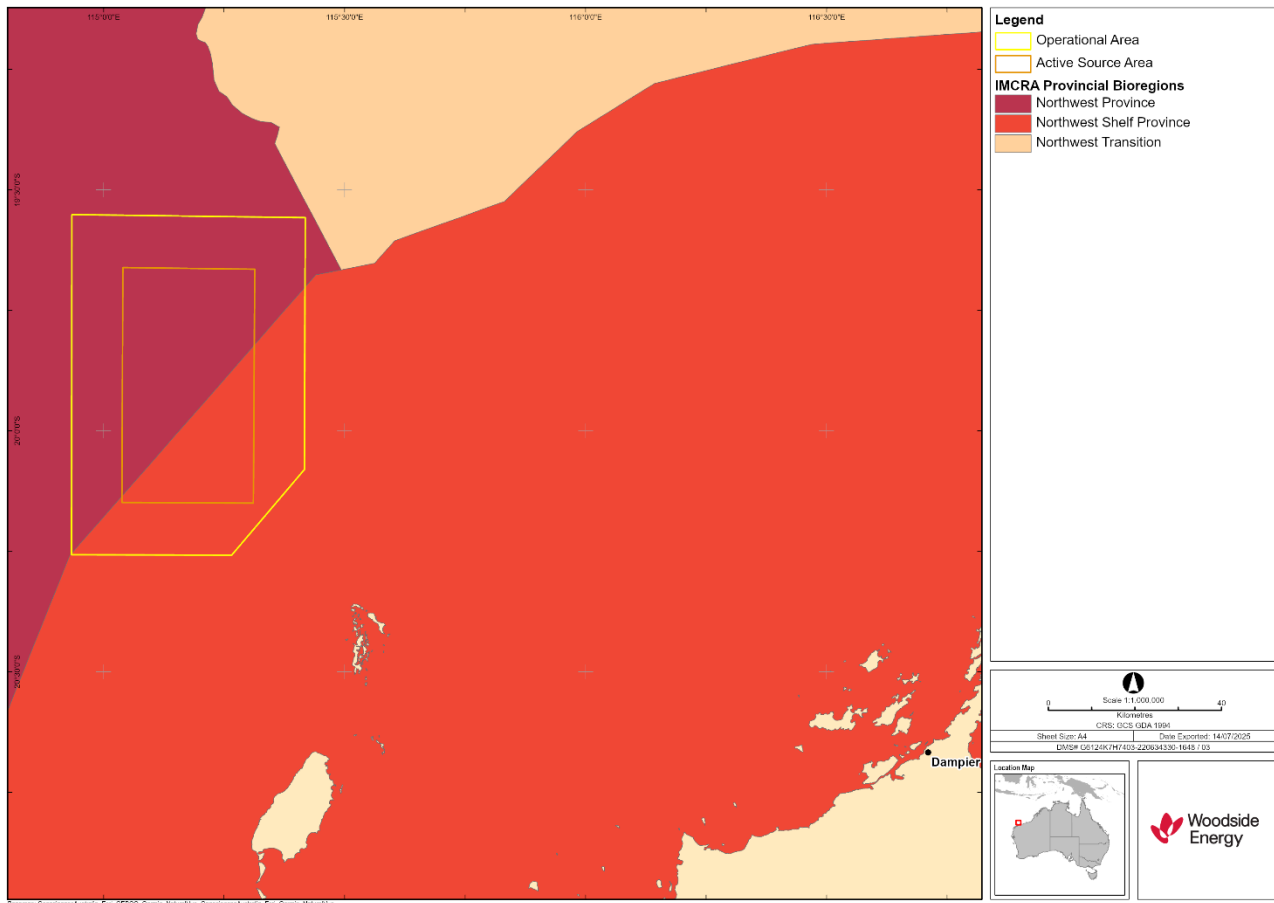 115°0'0"E
115°30'0"E
116°0'0"E
116°30'0"E
19°30'0"S
20°0'0"S
20°30'0"S
Dampier
Legend
Operational Area
Active Source Area
IMCRA Provincial Bioregions
Northwest Province
Northwest Shelf Province
Northwest Transition
Scale 1:1,000,000
0 40
Kilometres
CRS: GCS GDA 1994
Sheet Size: A4
Date Exported: 14/07/2025
Location Map
Woodside
Energy